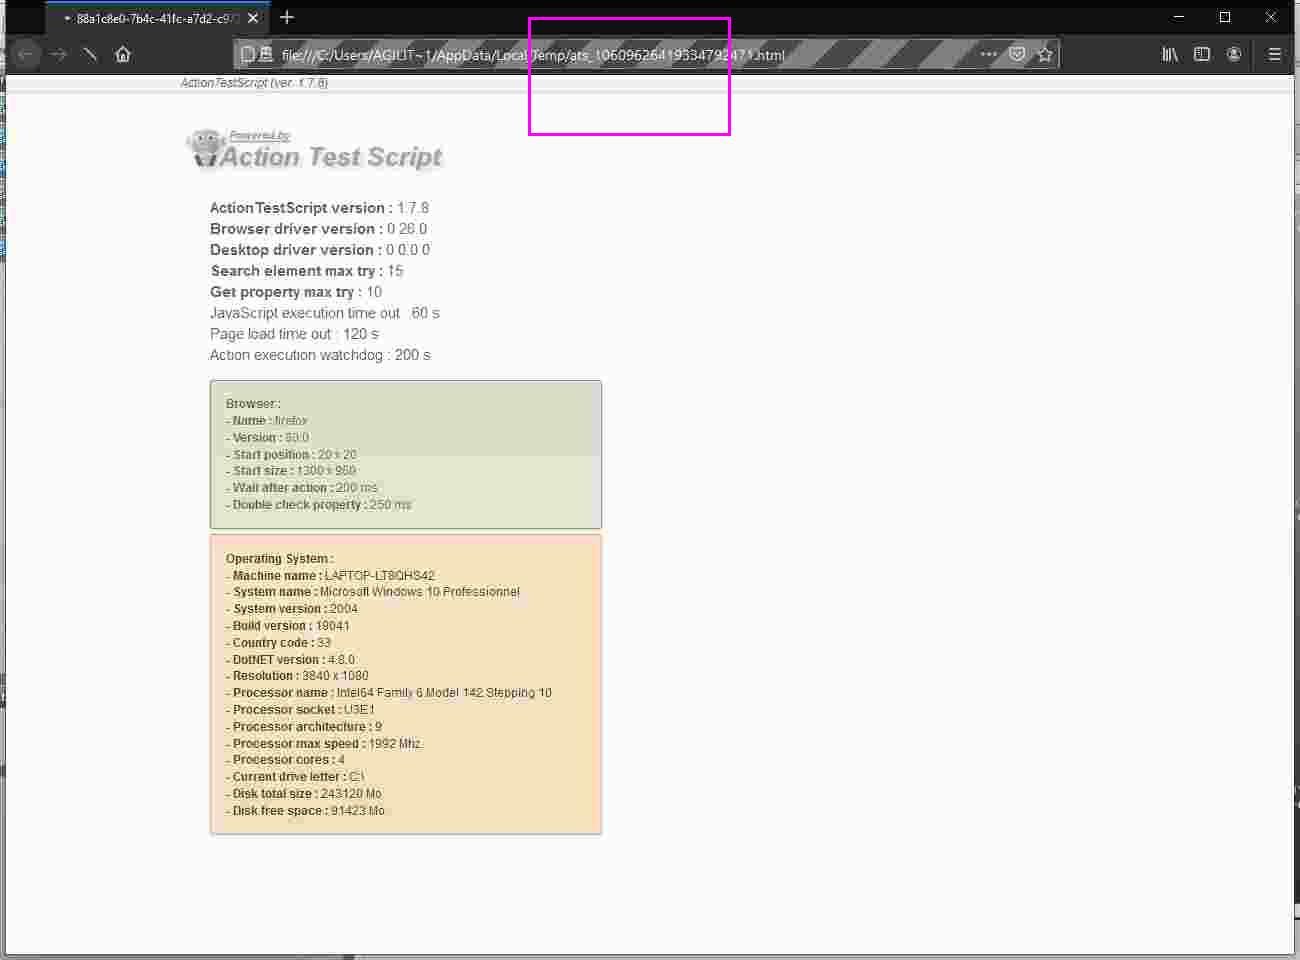 88a1c8e0-7b4c-41fc-a7d2-c97
file:///C:/Users/AGILIT~1/AppData/Local/Temp/ats_10609626419334792471.html
ActionTestScript (ver. 1.7.8)
Powered by
Action Test Script
ActionTestScript version : 1.7.8
Browser driver version : 0.26.0
Desktop driver version : 0.0.0.0
Search element max try : 15
Get property max try : 10
JavaScript execution time out : 60 s
Page load time out : 120 s
Action execution watchdog : 200 s
Browser :
- Name : firefox
- Version : 80.0
- Start position : 20 x 20
- Start size : 1300 x 960
- Wait after action : 200 ms
- Double check property : 250 ms
Operating System :
- Machine name : LAPTOP-LT8QHS42
- System name : Microsoft Windows 10 Professionnel
- System version : 2004
- Build version : 19041
- Country code : 33
- DotNET version : 4.8.0
- Resolution : 3840 x 1080
- Processor name : Intel64 Family 6 Model 142 Stepping 10
- Processor socket : U3E1
- Processor architecture : 9
- Processor max speed : 1992 Mhz
- Processor cores : 4
- Current drive letter : C:\
- Disk total size : 243120 Mo
- Disk free space : 91423 Mo